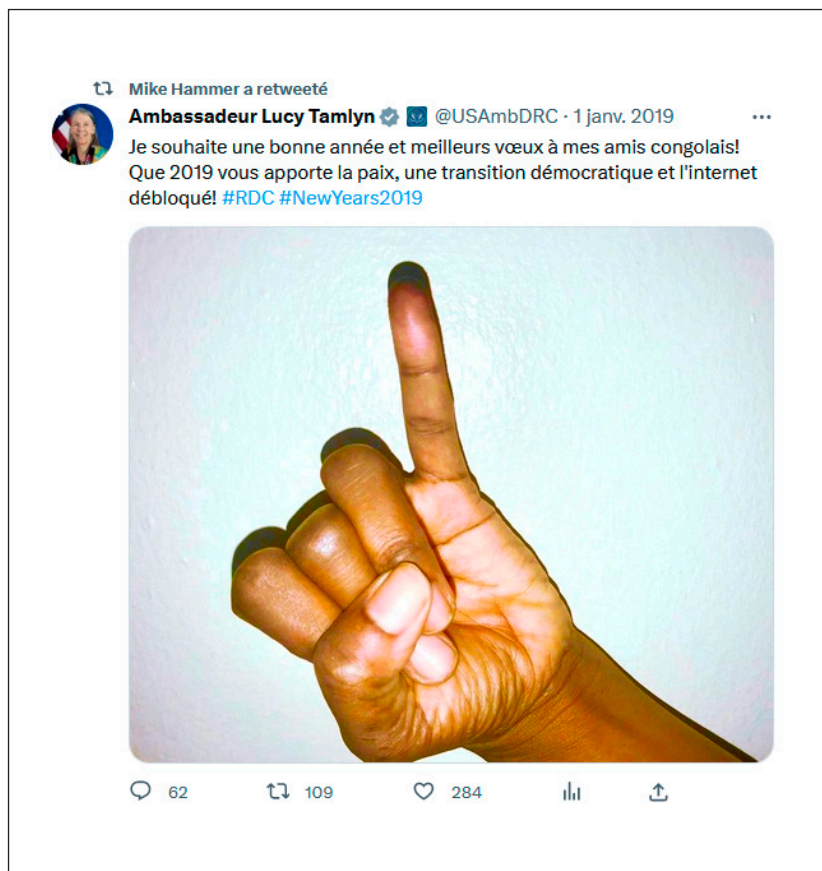 Mike Hammer a retweeté
Ambassadeur Lucy Tamlyn @USAmbDRC · 1 janv. 2019
Je souhaite une bonne année et meilleurs vœux à mes amis congolais!
Que 2019 vous apporte la paix, une transition démocratique et l'internet
débloqué! #RDC #NewYears2019
62 109 284